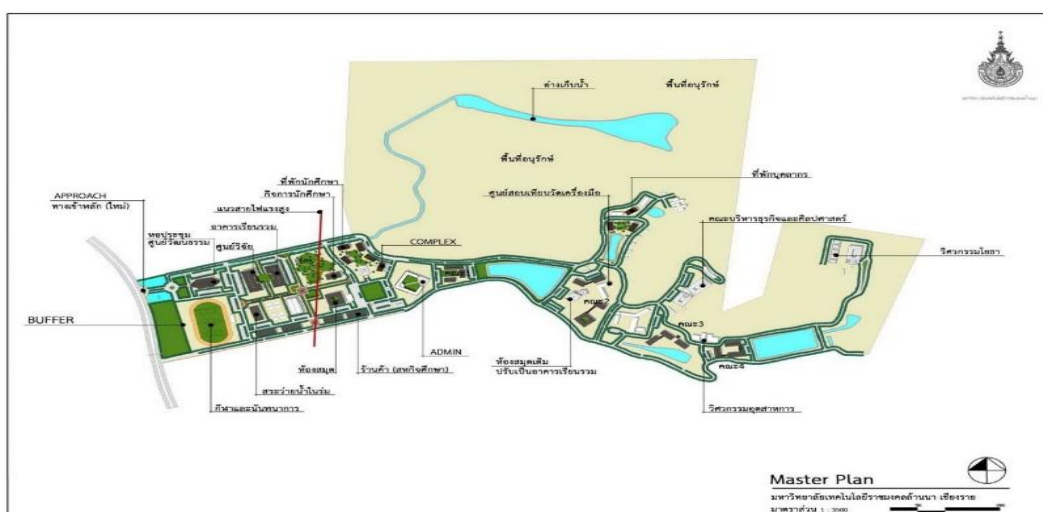 อ่างเก็บน้ำ
พื้นที่อนุรักษ์
พื้นที่อนุรักษ์
ที่พักนักศึกษา
กิจการนักศึกษา
ศูนย์สอบเทียบวัดเครื่องมือ
ที่พักบุคลากร
APPROACH
ทางเข้าหลัก (ใหม่)
แนวสายไฟแรงสูง
คณะบริหารธุรกิจและศิลปศาสตร์
อาคารเรียนรวม
หอประชุม
ศูนย์วัฒนธรรม
ศูนย์วิจัย
COMPLEX
วิศวกรรมโยธา
คณะ2
BUFFER
คณะ3
ADMIN
ห้องสมุดเดิม
ปรับเป็นอาคารเรียนรวม
คณะ4
ห้องสมุด
ร้านค้า (สหกิจศึกษา)
สระว่ายน้ำในร่ม
กีฬาและนันทนาการ
วิศวกรรมอุตสาหการ
Master Plan
มหาวิทยาลัยเทคโนโลยีราชมงคลล้านนา เชียงราย
มาตราส่วน 1 : 3500